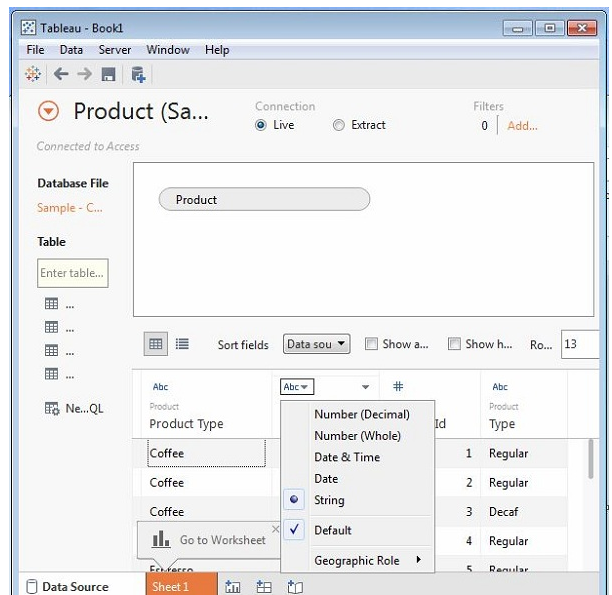 Tableau - Book1
File Data Server Window Help
Product (Sa...
Connection
Live Extract
Filters
0 Add...
Connected to Access
Database File
Sample - C...
Table
Enter table...
...
...
...
...
Ne...QL
Product
Sort fields Data sou Show a... Show h... Ro... 13
Abc
Product
Product Type
Abc
#
Id
Abc
Product
Type
Number (Decimal)
Number (Whole)
Date & Time
Date
String
Default
Geographic Role
Coffee 1 Regular
Coffee 2 Regular
Coffee 3 Decaf
4 Regular
Espresso 5 Regular
Go to Worksheet
Data Source Sheet 1